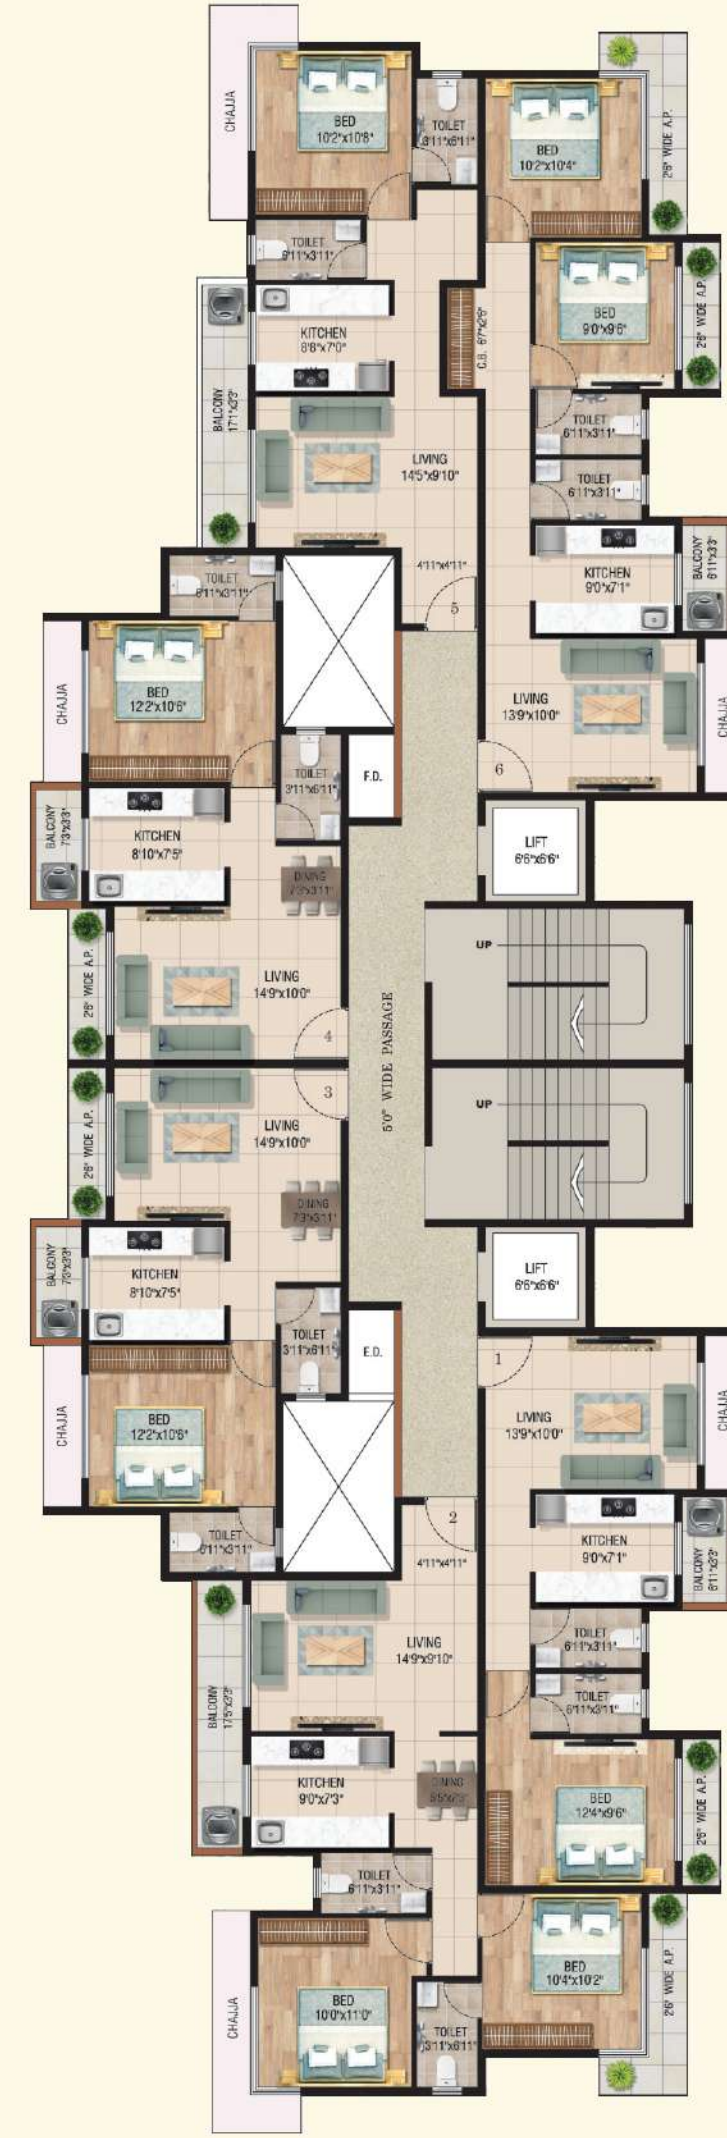 CHAJJA
BED
10'2"x10'8"
TOILET
3'11"x6'11"
BED
10'2"x10'4"
2'6" WIDE A.P.
TOILET
6'11"x3'11"
KITCHEN
8'8"x7'0"
C.B. 6'7"x2'6"
BED
9'0"x9'6"
2'6" WIDE A.P.
BALCONY
17'1"x3'3"
TOILET
6'11"x3'11"
LIVING
14'5"x9'10"
TOILET
6'11"x3'11"
4'11"x4'11"
5
KITCHEN
9'0"x7'1"
BALCONY
6'11"x3'3"
TOILET
6'11"x3'11"
CHAJJA
BED
12'2"x10'6"
LIVING
13'9"x10'0"
CHAJJA
6
TOILET
3'11"x6'11"
F.D.
BALCONY
7'3"x3'3"
KITCHEN
8'10"x7'5"
LIFT
6'6"x6'6"
DINING
7'3"x3'11"
UP
2'6" WIDE A.P.
LIVING
14'9"x10'0"
4
5'0" WIDE PASSAGE
3
2'6" WIDE A.P.
LIVING
14'9"x10'0"
UP
DINING
7'3"x3'11"
BALCONY
7'3"x3'3"
KITCHEN
8'10"x7'5"
LIFT
6'6"x6'6"
TOILET
3'11"x6'11"
F.D.
1
CHAJJA
BED
12'2"x10'6"
LIVING
13'9"x10'0"
CHAJJA
2
TOILET
6'11"x3'11"
4'11"x4'11"
KITCHEN
9'0"x7'1"
BALCONY
6'11"x3'3"
LIVING
14'9"x9'10"
TOILET
6'11"x3'11"
BALCONY
17'5"x3'3"
TOILET
6'11"x3'11"
KITCHEN
9'0"x7'3"
DINING
BED
12'4"x9'6"
2'6" WIDE A.P.
TOILET
6'11"x3'11"
CHAJJA
BED
10'0"x11'0"
BED
10'4"x10'2"
2'6" WIDE A.P.
TOILET
3'11"x6'11"